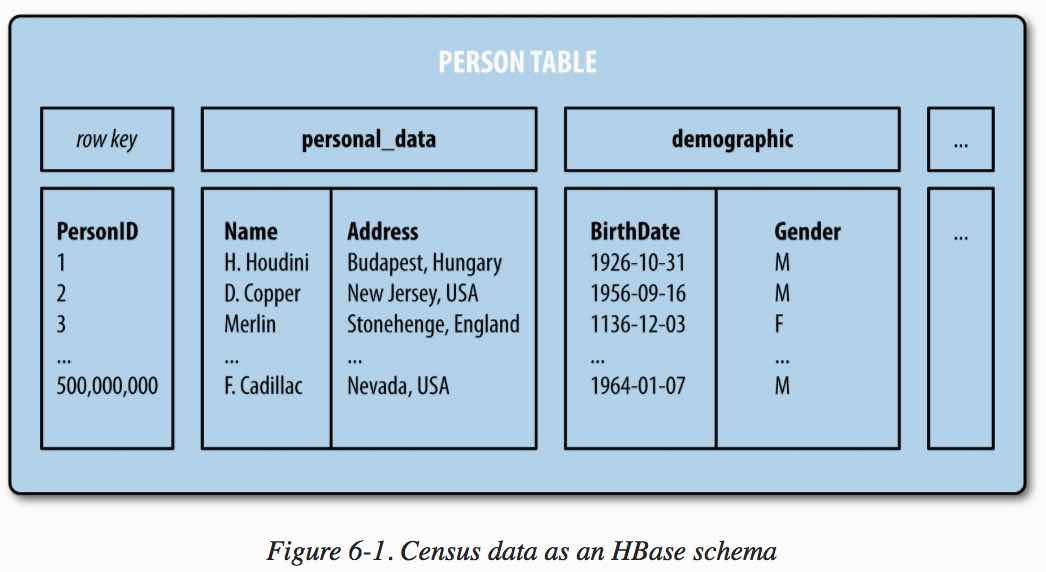 PERSON TABLE
row key personal_data demographic ...
PersonID Name Address BirthDate Gender ...
1 H. Houdini Budapest, Hungary 1926-10-31 M
2 D. Copper New Jersey, USA 1956-09-16 M
3 Merlin Stonehenge, England 1136-12-03 F
... ... ... ... ...
500,000,000 F. Cadillac Nevada, USA 1964-01-07 M
Figure 6-1. Census data as an HBase schema